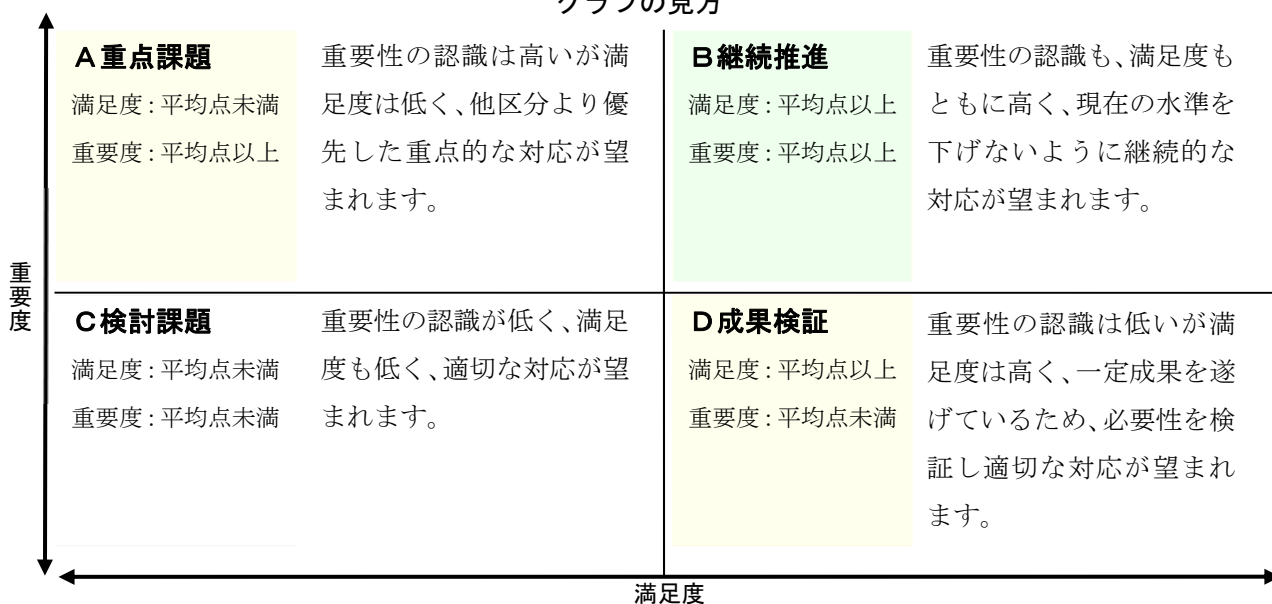 グラフの見方
A重点課題
満足度：平均点未満
重要度：平均点以上
重要性の認識は高いが満
足度は低く、他区分より優
先した重点的な対応が望
まれます。
B継続推進
満足度：平均点以上
重要度：平均点以上
重要性の認識も、満足度も
ともに高く、現在の水準を
下げないように継続的な
対応が望まれます。
重要度
C検討課題
満足度：平均点未満
重要度：平均点未満
重要性の認識が低く、満足
度も低く、適切な対応が望
まれます。
D成果検証
満足度：平均点以上
重要度：平均点未満
重要性の認識は低いが満
足度は高く、一定成果を遂
げているため、必要性を検
証し適切な対応が望まれ
ます。
満足度